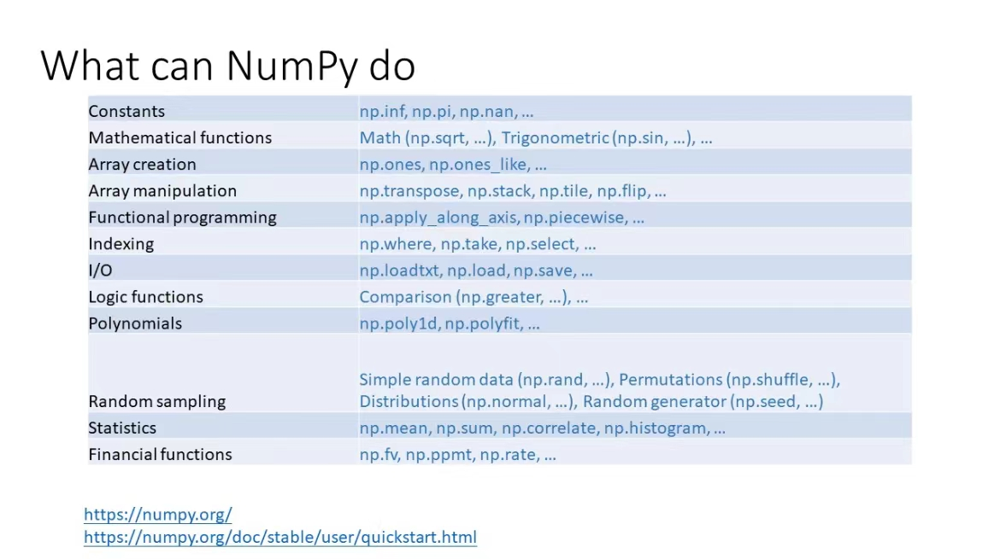 What can NumPy do
Constants np.inf, np.pi, np.nan, ...
Mathematical functions Math (np.sqrt, ...), Trigonometric (np.sin, ...), ...
Array creation np.ones, np.ones_like, ...
Array manipulation np.transpose, np.stack, np.tile, np.flip, ...
Functional programming np.apply_along_axis, np.piecewise, ...
Indexing np.where, np.take, np.select, ...
I/O np.loadtxt, np.load, np.save, ...
Logic functions Comparison (np.greater, ...), ...
Polynomials np.poly1d, np.polyfit, ...
Simple random data (np.rand, ...), Permutations (np.shuffle, ...),
Random sampling Distributions (np.normal, ...), Random generator (np.seed, ...)
Statistics np.mean, np.sum, np.correlate, np.histogram, ...
Financial functions np.fv, np.ppmt, np.rate, ...
https://numpy.org/
https://numpy.org/doc/stable/user/quickstart.html